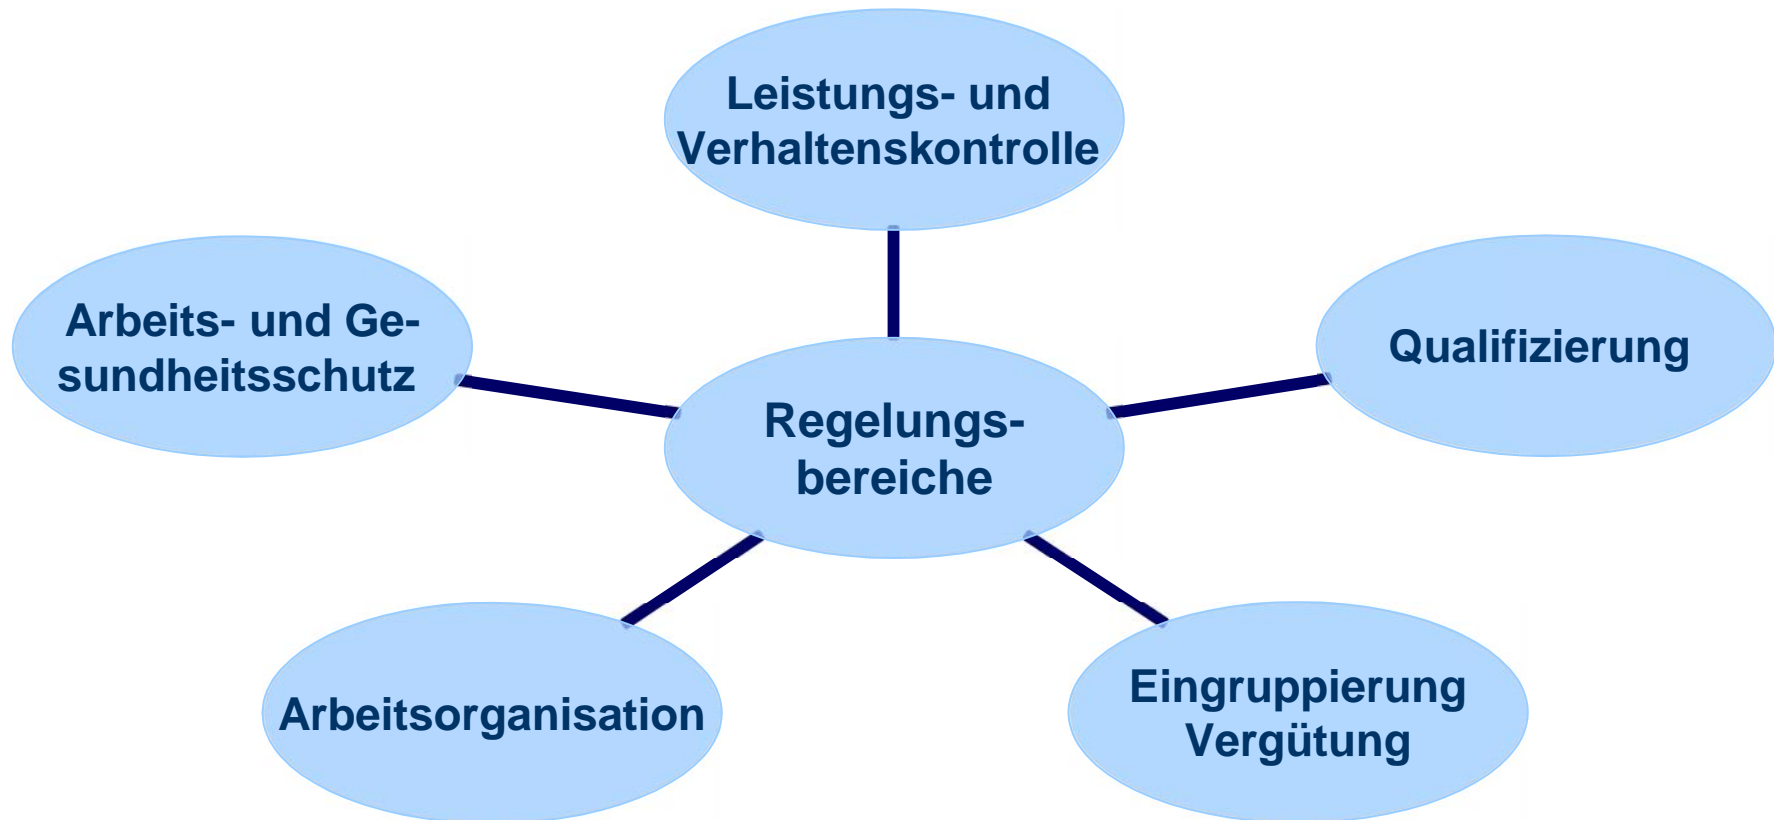 Leistungs- und
Verhaltenskontrolle
Arbeits- und Ge-
sundheitsschutz
Qualifizierung
Regelungs-
bereiche
Arbeitsorganisation
Eingruppierung
Vergütung